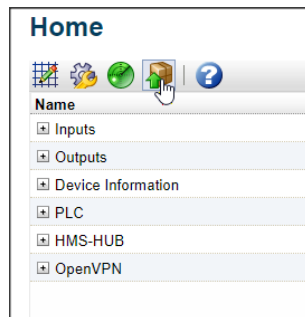 Home
Name
Inputs
Outputs
Device Information
PLC
HMS-HUB
OpenVPN